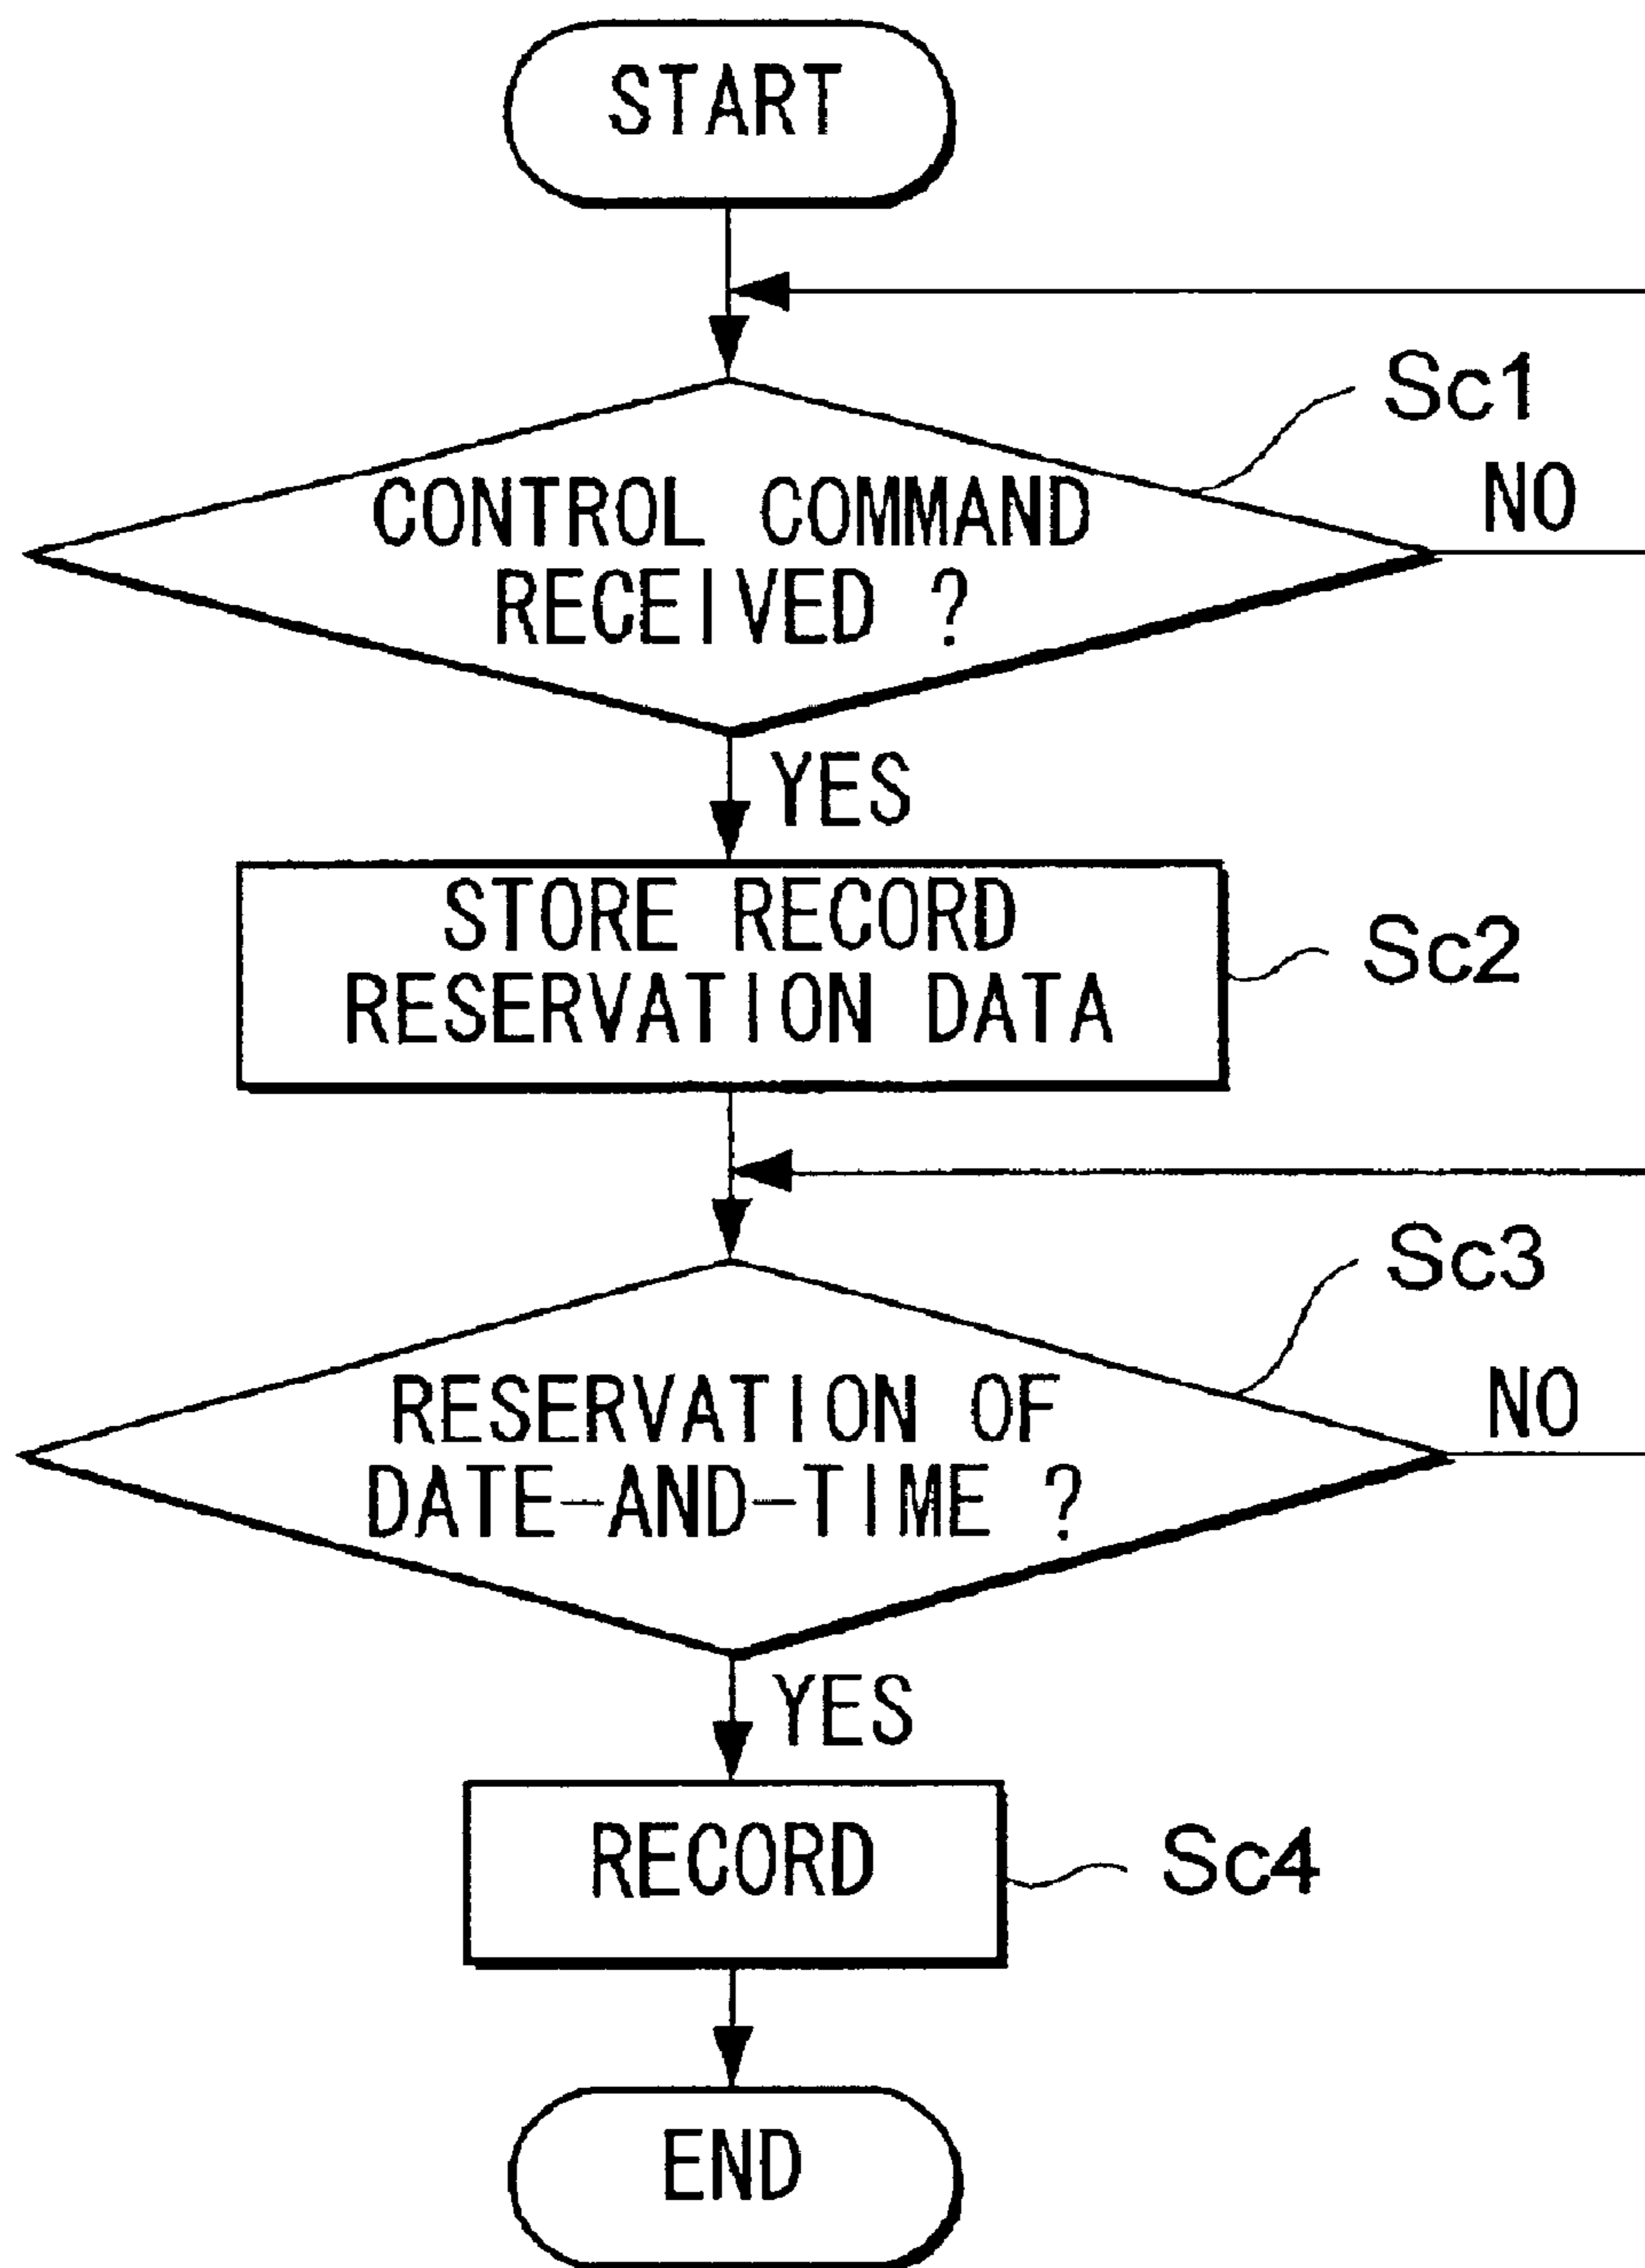 START
Sc1
CONTROL COMMAND
RECEIVED ?
NO
YES
STORE RECORD
RESERVATION DATA
Sc2
Sc3
RESERVATION OF
DATE-AND-TIME ?
NO
YES
RECORD
Sc4
END